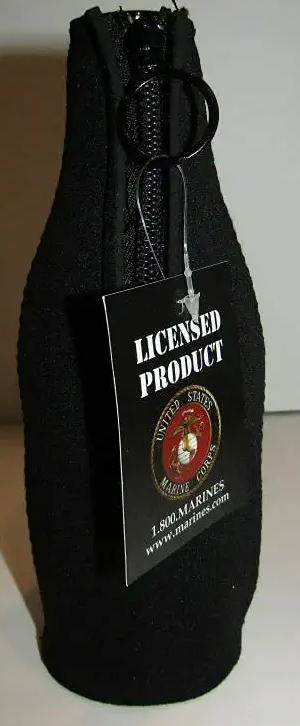 LICENSED
PRODUCT
UNITED STATES
MARINE CORPS
1.800.MARINES
www.marines.com